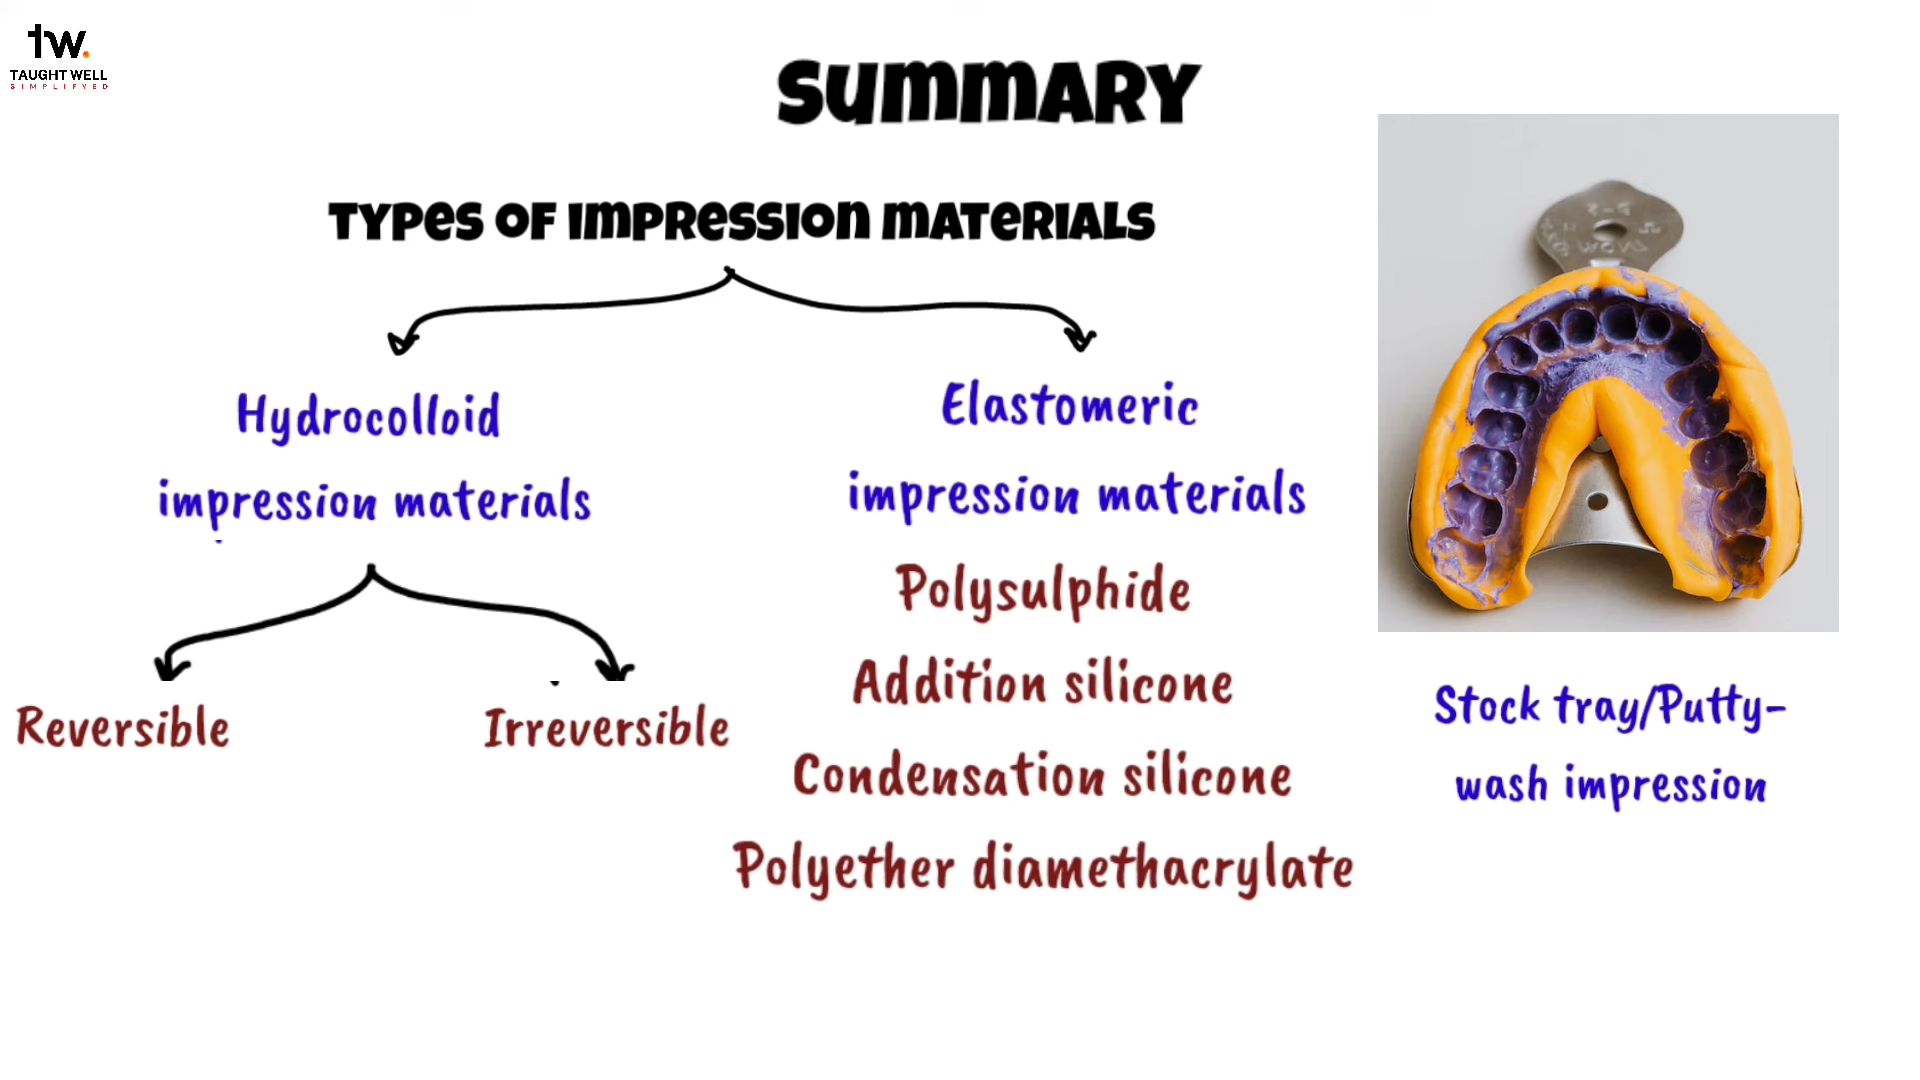 tw.
TAUGHT WELL
SIMPLIFYED
SUMMARY
TYPES OF IMPRESSION MATERIALS
Hydrocolloid
impression materials
Reversible
Irreversible
Elastomeric
impression materials
Polysulphide
Addition silicone
Condensation silicone
Polyether diamethacrylate
Stock tray/Putty-
wash impression